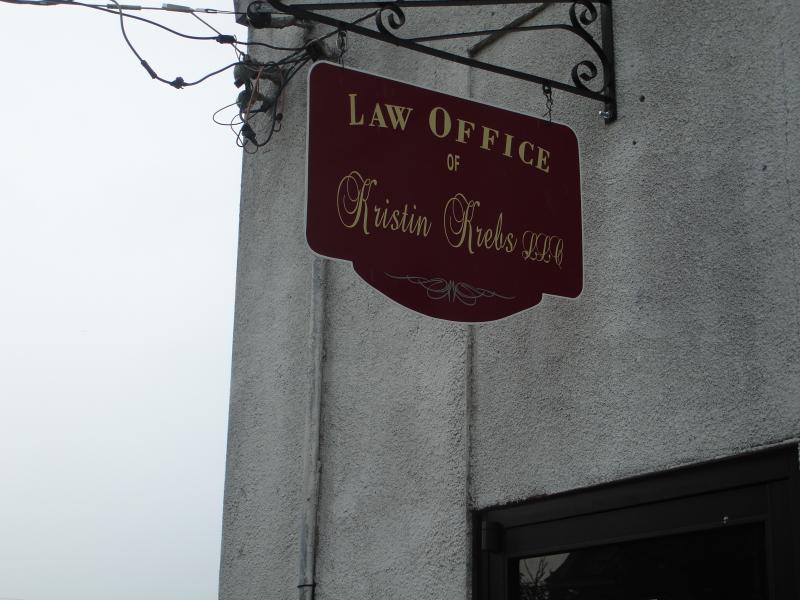 LAW OFFICE
OF
Kristin Krebs LLC